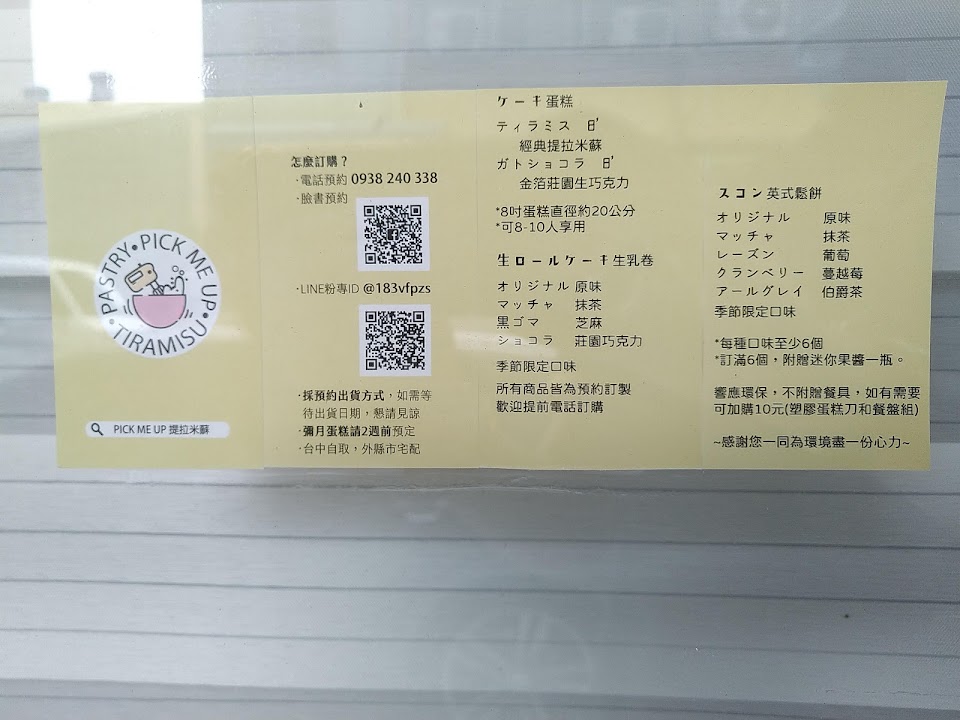 PASTRY•PICK ME UP•TIRAMISU•
PICK ME UP 提拉米蘇
怎麼訂購？
·電話預約 0938 240 338
·臉書預約
·LINE粉專ID @183vfpzs
·採預約出貨方式，如需等
待出貨日期，懇請見諒
·彌月蛋糕請2週前預定
·台中自取，外縣市宅配
ケーキ蛋糕
ティラミス 8'
經典提拉米蘇
ガトショコラ 8'
金箔莊園生巧克力
*8吋蛋糕直徑約20公分
*可8-10人享用
生ロールケーキ生乳卷
オリジナル 原味
マッチャ 抹茶
黒ゴマ 芝麻
ショコラ 莊園巧克力
季節限定口味
所有商品皆為預約訂製
歡迎提前電話訂購
スコン英式鬆餅
オリジナル 原味
マッチャ 抹茶
レーズン 葡萄
クランベリー 蔓越莓
アールグレイ 伯爵茶
季節限定口味
*每種口味至少6個
*訂滿6個，附贈迷你果醬一瓶。
響應環保，不附贈餐具，如有需要
可加購10元(塑膠蛋糕刀和餐盤組)
~感謝您一同為環境盡一份心力~